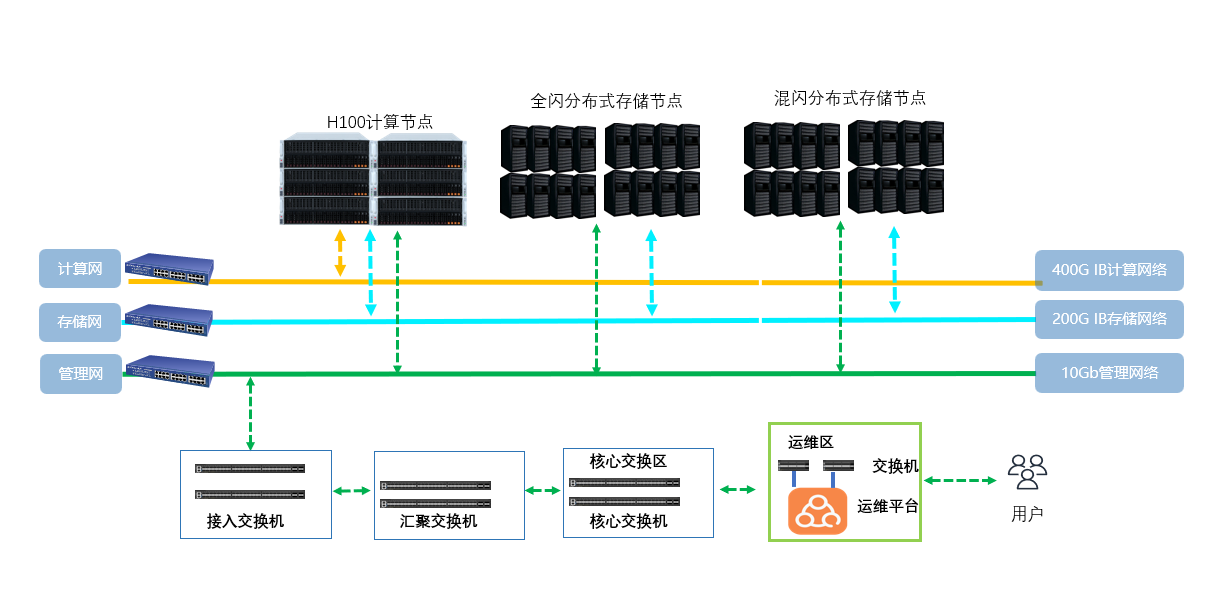 H100计算节点
全闪分布式存储节点
混闪分布式存储节点
计算网
400G IB计算网络
存储网
200G IB存储网络
管理网
10Gb管理网络
接入交换机
汇聚交换机
核心交换区
核心交换机
运维区
交换机
运维平台
用户